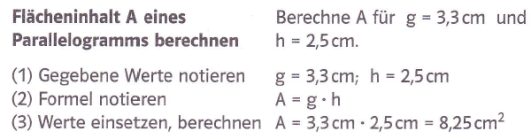 Flächeninhalt A eines Berechne A für g = 3,3 cm und
Parallelogramms berechnen h = 2,5 cm.
(1) Gegebene Werte notieren g = 3,3 cm; h = 2,5 cm
(2) Formel notieren A = g · h
(3) Werte einsetzen, berechnen A = 3,3 cm · 2,5 cm = 8,25 cm²